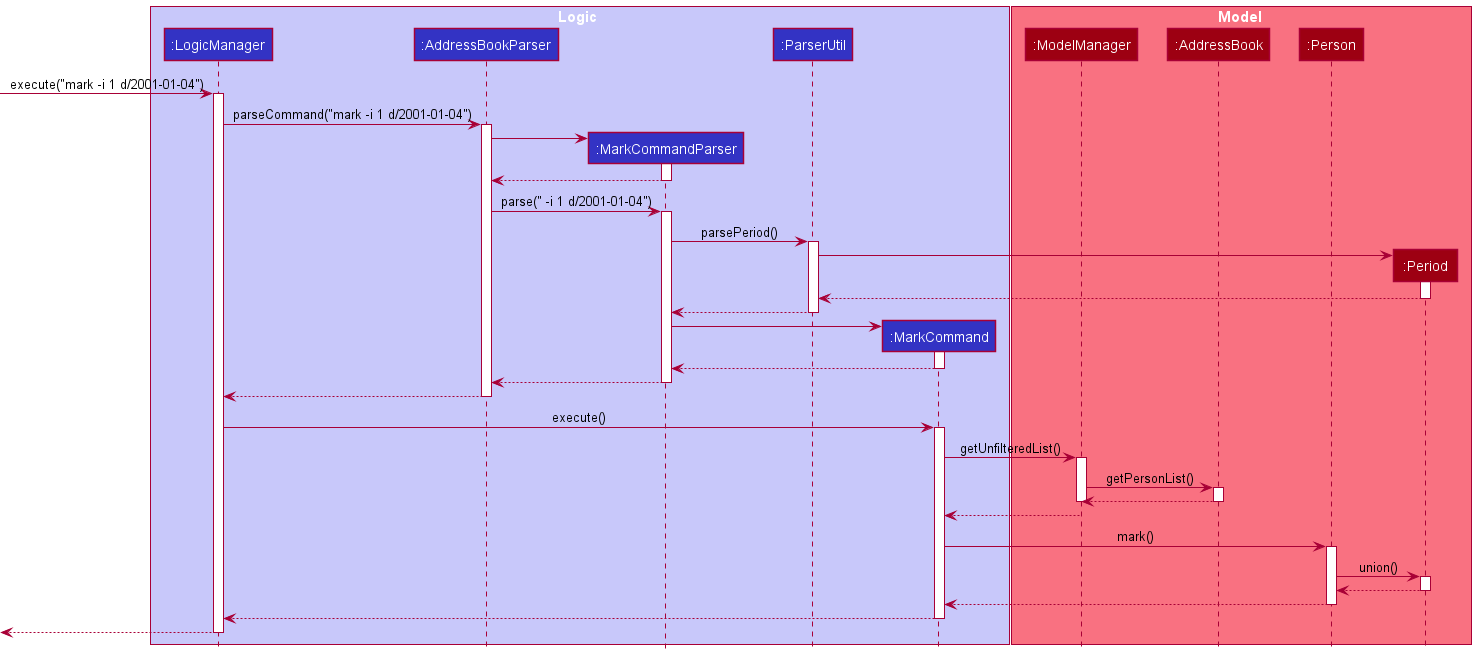 Logic
Model
:LogicManager
:AddressBookParser
:ParserUtil
:ModelManager
:AddressBook
:Person
execute("mark -i 1 d/2001-01-04")
parseCommand("mark -i 1 d/2001-01-04")
:MarkCommandParser
parse(" -i 1 d/2001-01-04")
parsePeriod()
:Period
:MarkCommand
execute()
getUnfilteredList()
getPersonList()
mark()
union()